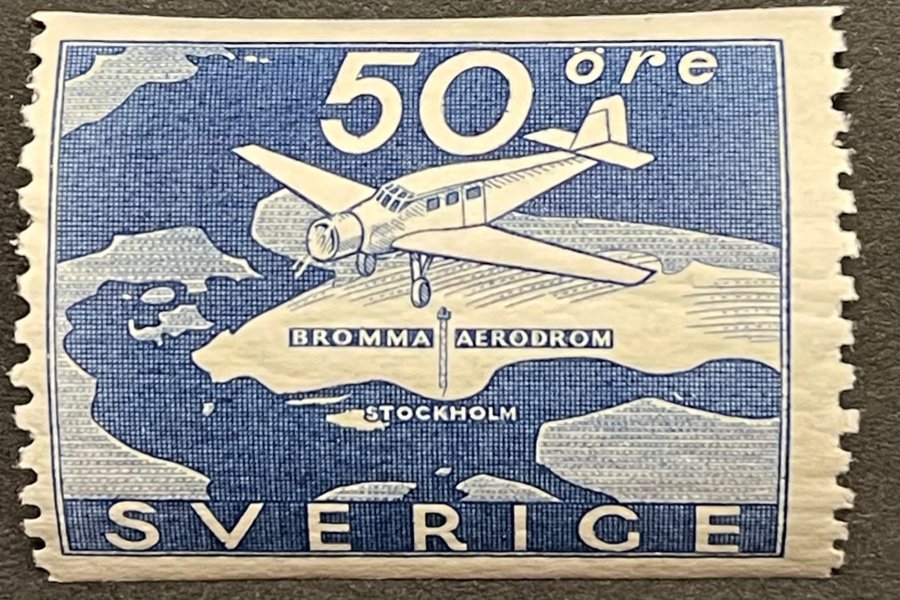 50 öre
BROMMA AERODROM
STOCKHOLM
SVERIGE